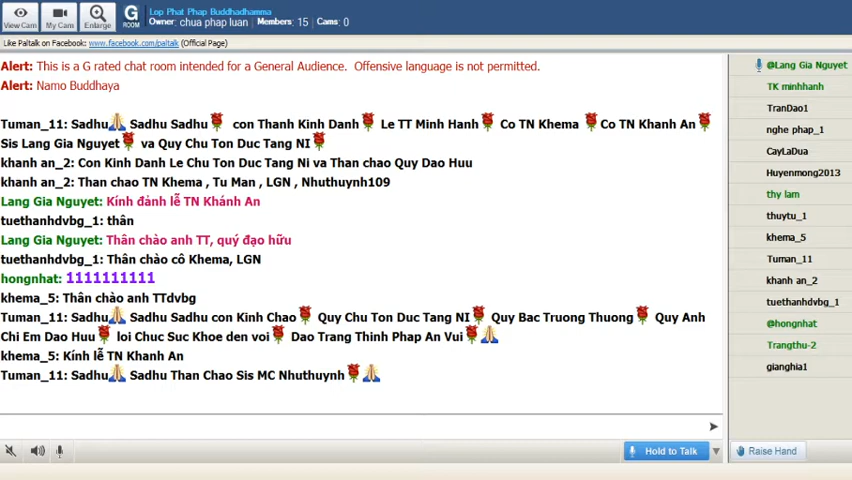 View Cam
My Cam
Enlarge
G
ROOM
Lop Phat Phap Buddhadhamma
Owner: chua phap luan Members: 15 Cams: 0
Like Paltalk on Facebook: www.facebook.com/paltalk (Official Page)
Alert: This is a G rated chat room intended for a General Audience. Offensive language is not permitted.
Alert: Namo Buddhaya
Tuman_11: Sadhu🙏 Sadhu Sadhu🌹 con Thanh Kinh Danh🌹 Le TT Minh Hanh🌹 Co TN Khema 🌹Co TN Khanh An🌹
Sis Lang Gia Nguyet🌹 va Quy Chu Ton Duc Tang NI🌹
khanh an_2: Con Kinh Danh Le Chu Ton Duc Tang Ni va Than chao Quy Dao Huu
khanh an_2: Than chao TN Khema , Tu Man , LGN , Nhuthuynh109
Lang Gia Nguyet: Kính đảnh lễ TN Khánh An
tuethanhdvbg_1: thân
Lang Gia Nguyet: Thân chào anh TT, quý đạo hữu
tuethanhdvbg_1: Thân chào cô Khema, LGN
hongnhat: 1111111111
khema_5: Thân chào anh TTdvbg
Tuman_11: Sadhu🙏 Sadhu Sadhu con Kinh Chao🌹 Quy Chu Ton Duc Tang NI🌹 Quy Bac Truong Thuong🌹 Quy Anh
Chi Em Dao Huu🌹 loi Chuc Suc Khoe den voi🌹 Dao Trang Thinh Phap An Vui🌹🙏
khema_5: Kính lễ TN Khanh An
Tuman_11: Sadhu🙏 Sadhu Than Chao Sis MC Nhuthuynh🌹🙏
Hold to Talk
@Lang Gia Nguyet
TK minhhanh
TranDao1
nghe phap_1
CayLaDua
Huyenmong2013
thy lam
thuytu_1
khema_5
Tuman_11
khanh an_2
tuethanhdvbg_1
@hongnhat
Trangthu-2
gianghia1
Raise Hand